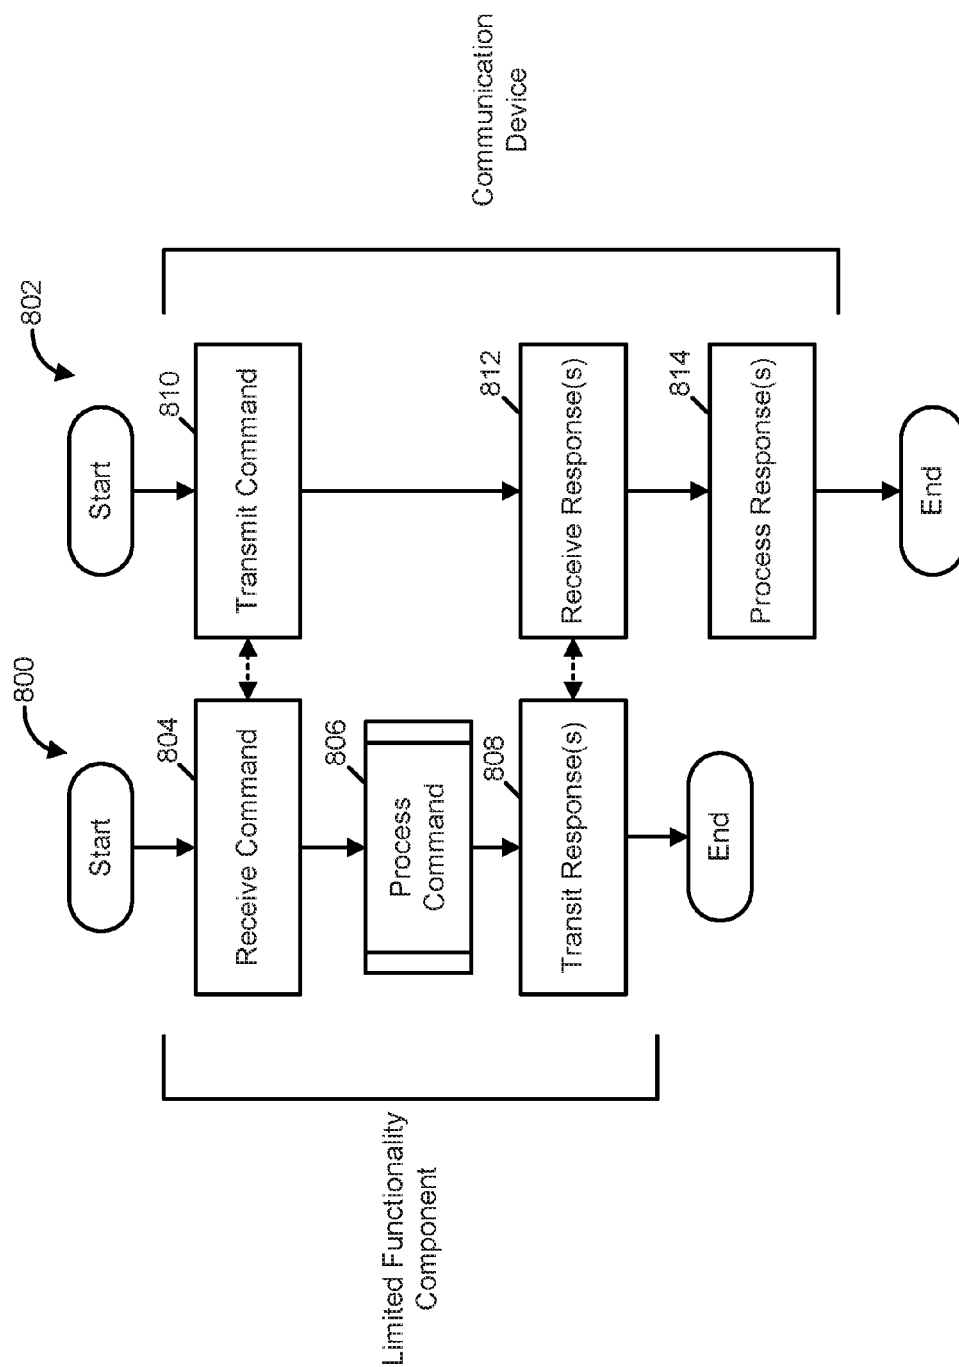 800
Start
804
Receive Command
806
Process
Command
808
Transit Response(s)
End
Limited Functionality
Component
802
Start
810
Transmit Command
812
Receive Response(s)
814
Process Response(s)
End
Communication
Device